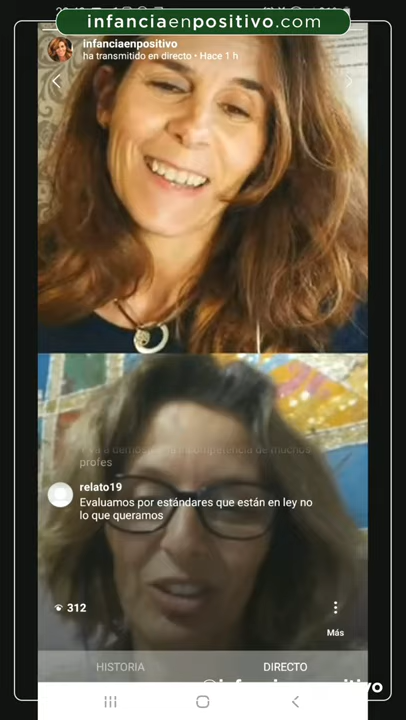 infanciaenpositivo.com
infanciaenpositivo
ha transmitido en directo • Hace 1 h
profes
relato19
Evaluamos por estándares que están en ley no
lo que queramos
312
Más
HISTORIA
DIRECTO